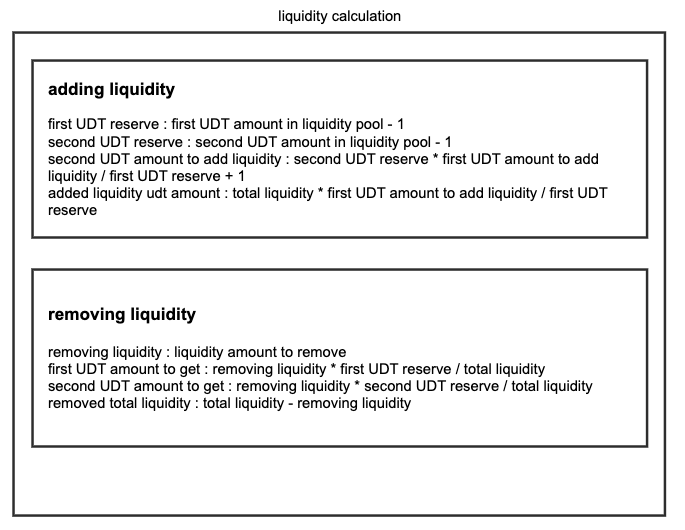 liquidity calculation
adding liquidity
first UDT reserve : first UDT amount in liquidity pool - 1
second UDT reserve : second UDT amount in liquidity pool - 1
second UDT amount to add liquidity : second UDT reserve * first UDT amount to add
liquidity / first UDT reserve + 1
added liquidity udt amount : total liquidity * first UDT amount to add liquidity / first UDT
reserve
removing liquidity
removing liquidity : liquidity amount to remove
first UDT amount to get : removing liquidity * first UDT reserve / total liquidity
second UDT amount to get : removing liquidity * second UDT reserve / total liquidity
removed total liquidity : total liquidity - removing liquidity